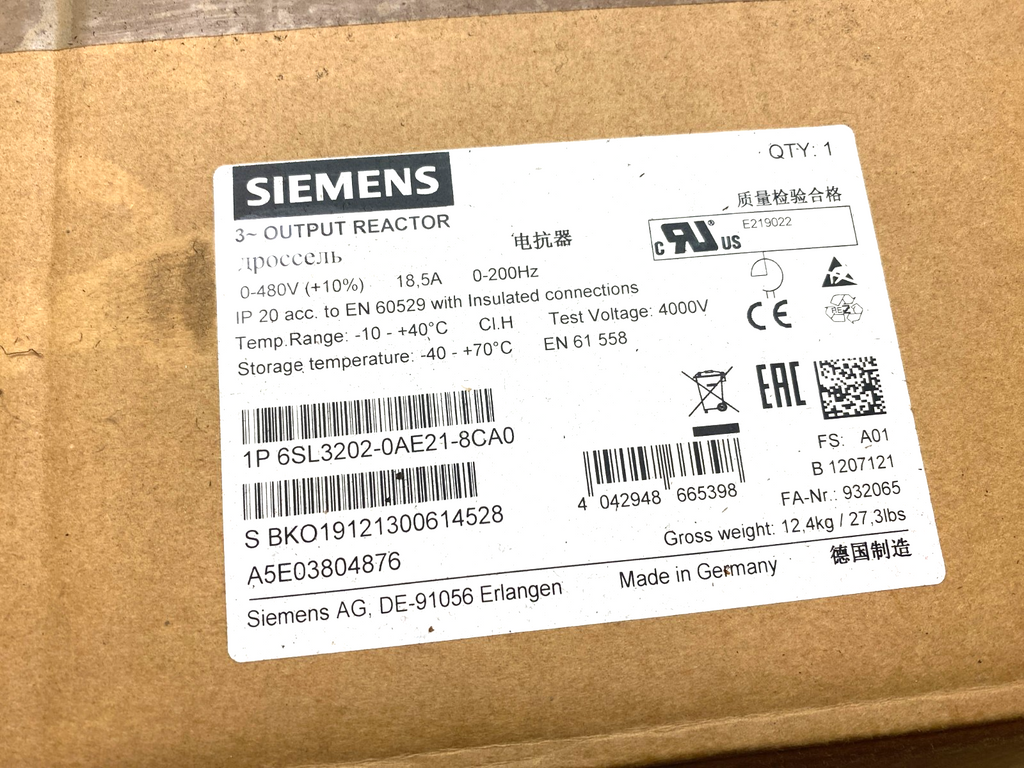 QTY: 1
SIEMENS
质量检验合格
3~ OUTPUT REACTOR
дроссель
电抗器
E219022
C RU® US
0-480V (+10%) 18,5A 0-200Hz
IP 20 acc. to EN 60529 with Insulated connections
Temp.Range: -10 - +40°C Cl.H Test Voltage: 4000V
Storage temperature: -40 - +70°C EN 61 558
CE
RE2Y
EAC
1P 6SL3202-0AE21-8CA0
S BKO19121300614528
4 042948 665398
FS: A01
B 1207121
FA-Nr.: 932065
A5E03804876
Gross weight: 12,4kg / 27,3lbs
Siemens AG, DE-91056 Erlangen
Made in Germany
德国制造